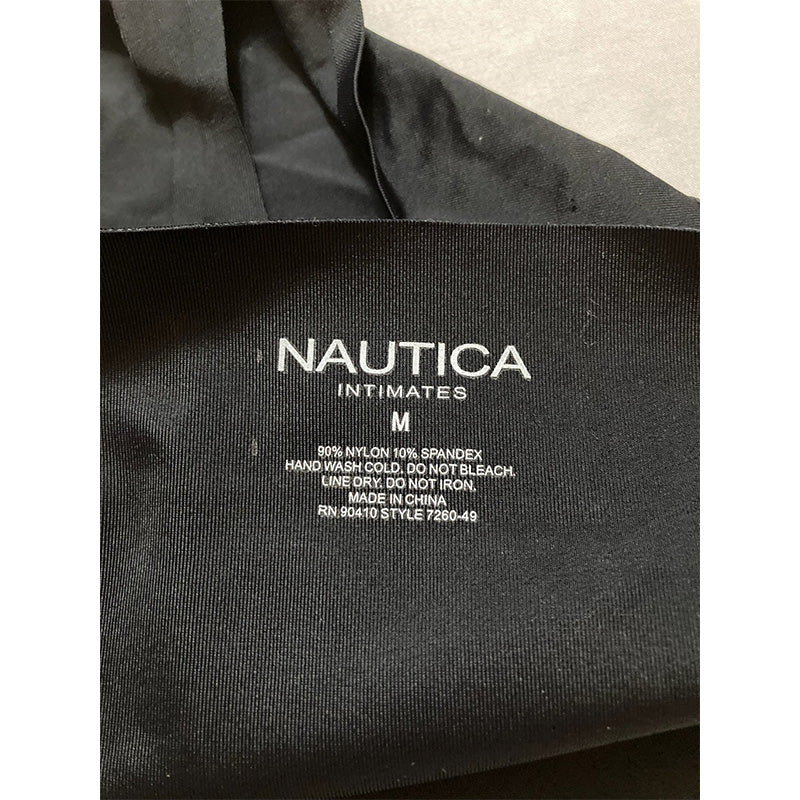 NAUTICA
INTIMATES
M
90% NYLON 10% SPANDEX
HAND WASH COLD. DO NOT BLEACH.
LINE DRY. DO NOT IRON.
MADE IN CHINA
RN 90410 STYLE 7260-49